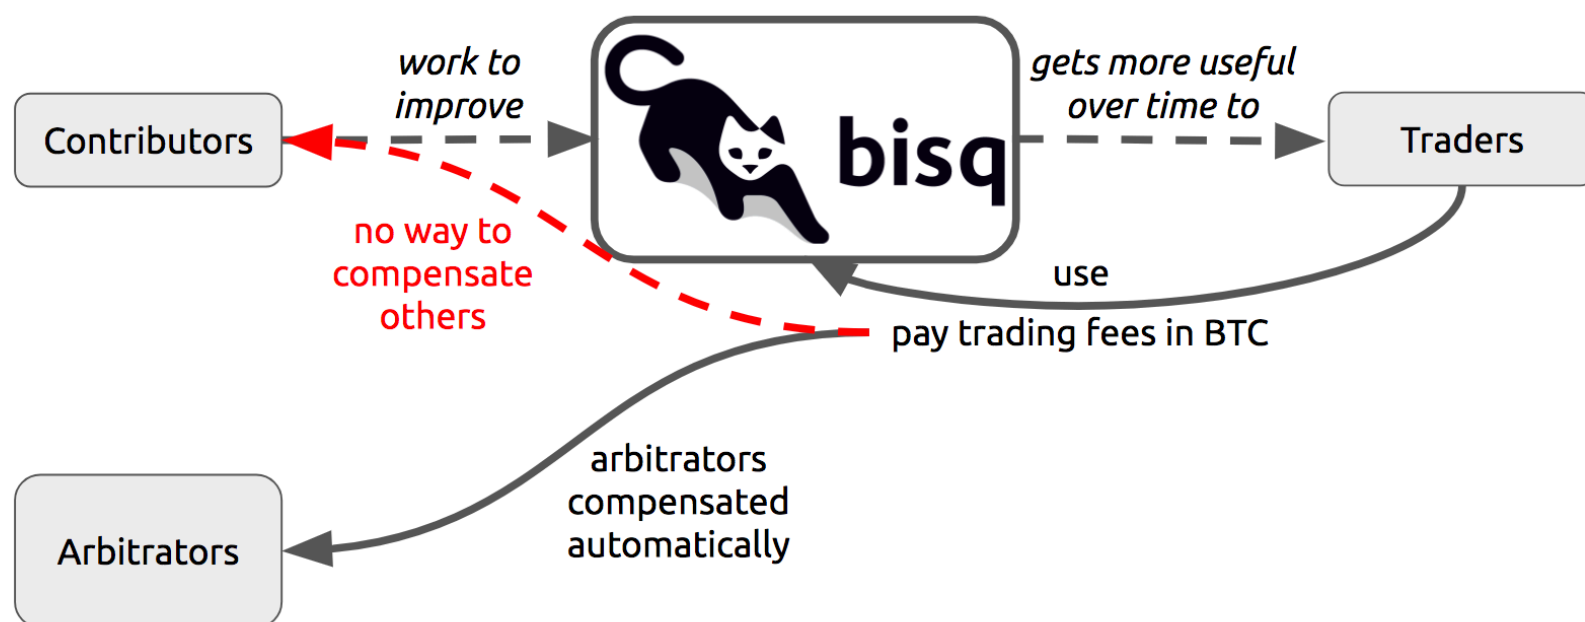 work to
improve
gets more useful
over time to
Contributors
bisq
Traders
no way to
compensate
others
use
pay trading fees in BTC
arbitrators
compensated
automatically
Arbitrators